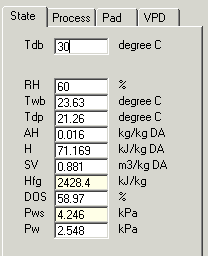 State Process Pad VPD
Tdb 30 degree C
RH 60 %
Twb 23.63 degree C
Tdp 21.26 degree C
AH 0.016 kg/kg DA
H 71.169 kJ/kg DA
SV 0.881 m3/kg DA
Hfg 2428.4 kJ/kg
DOS 58.97 %
Pws 4.246 kPa
Pw 2.548 kPa